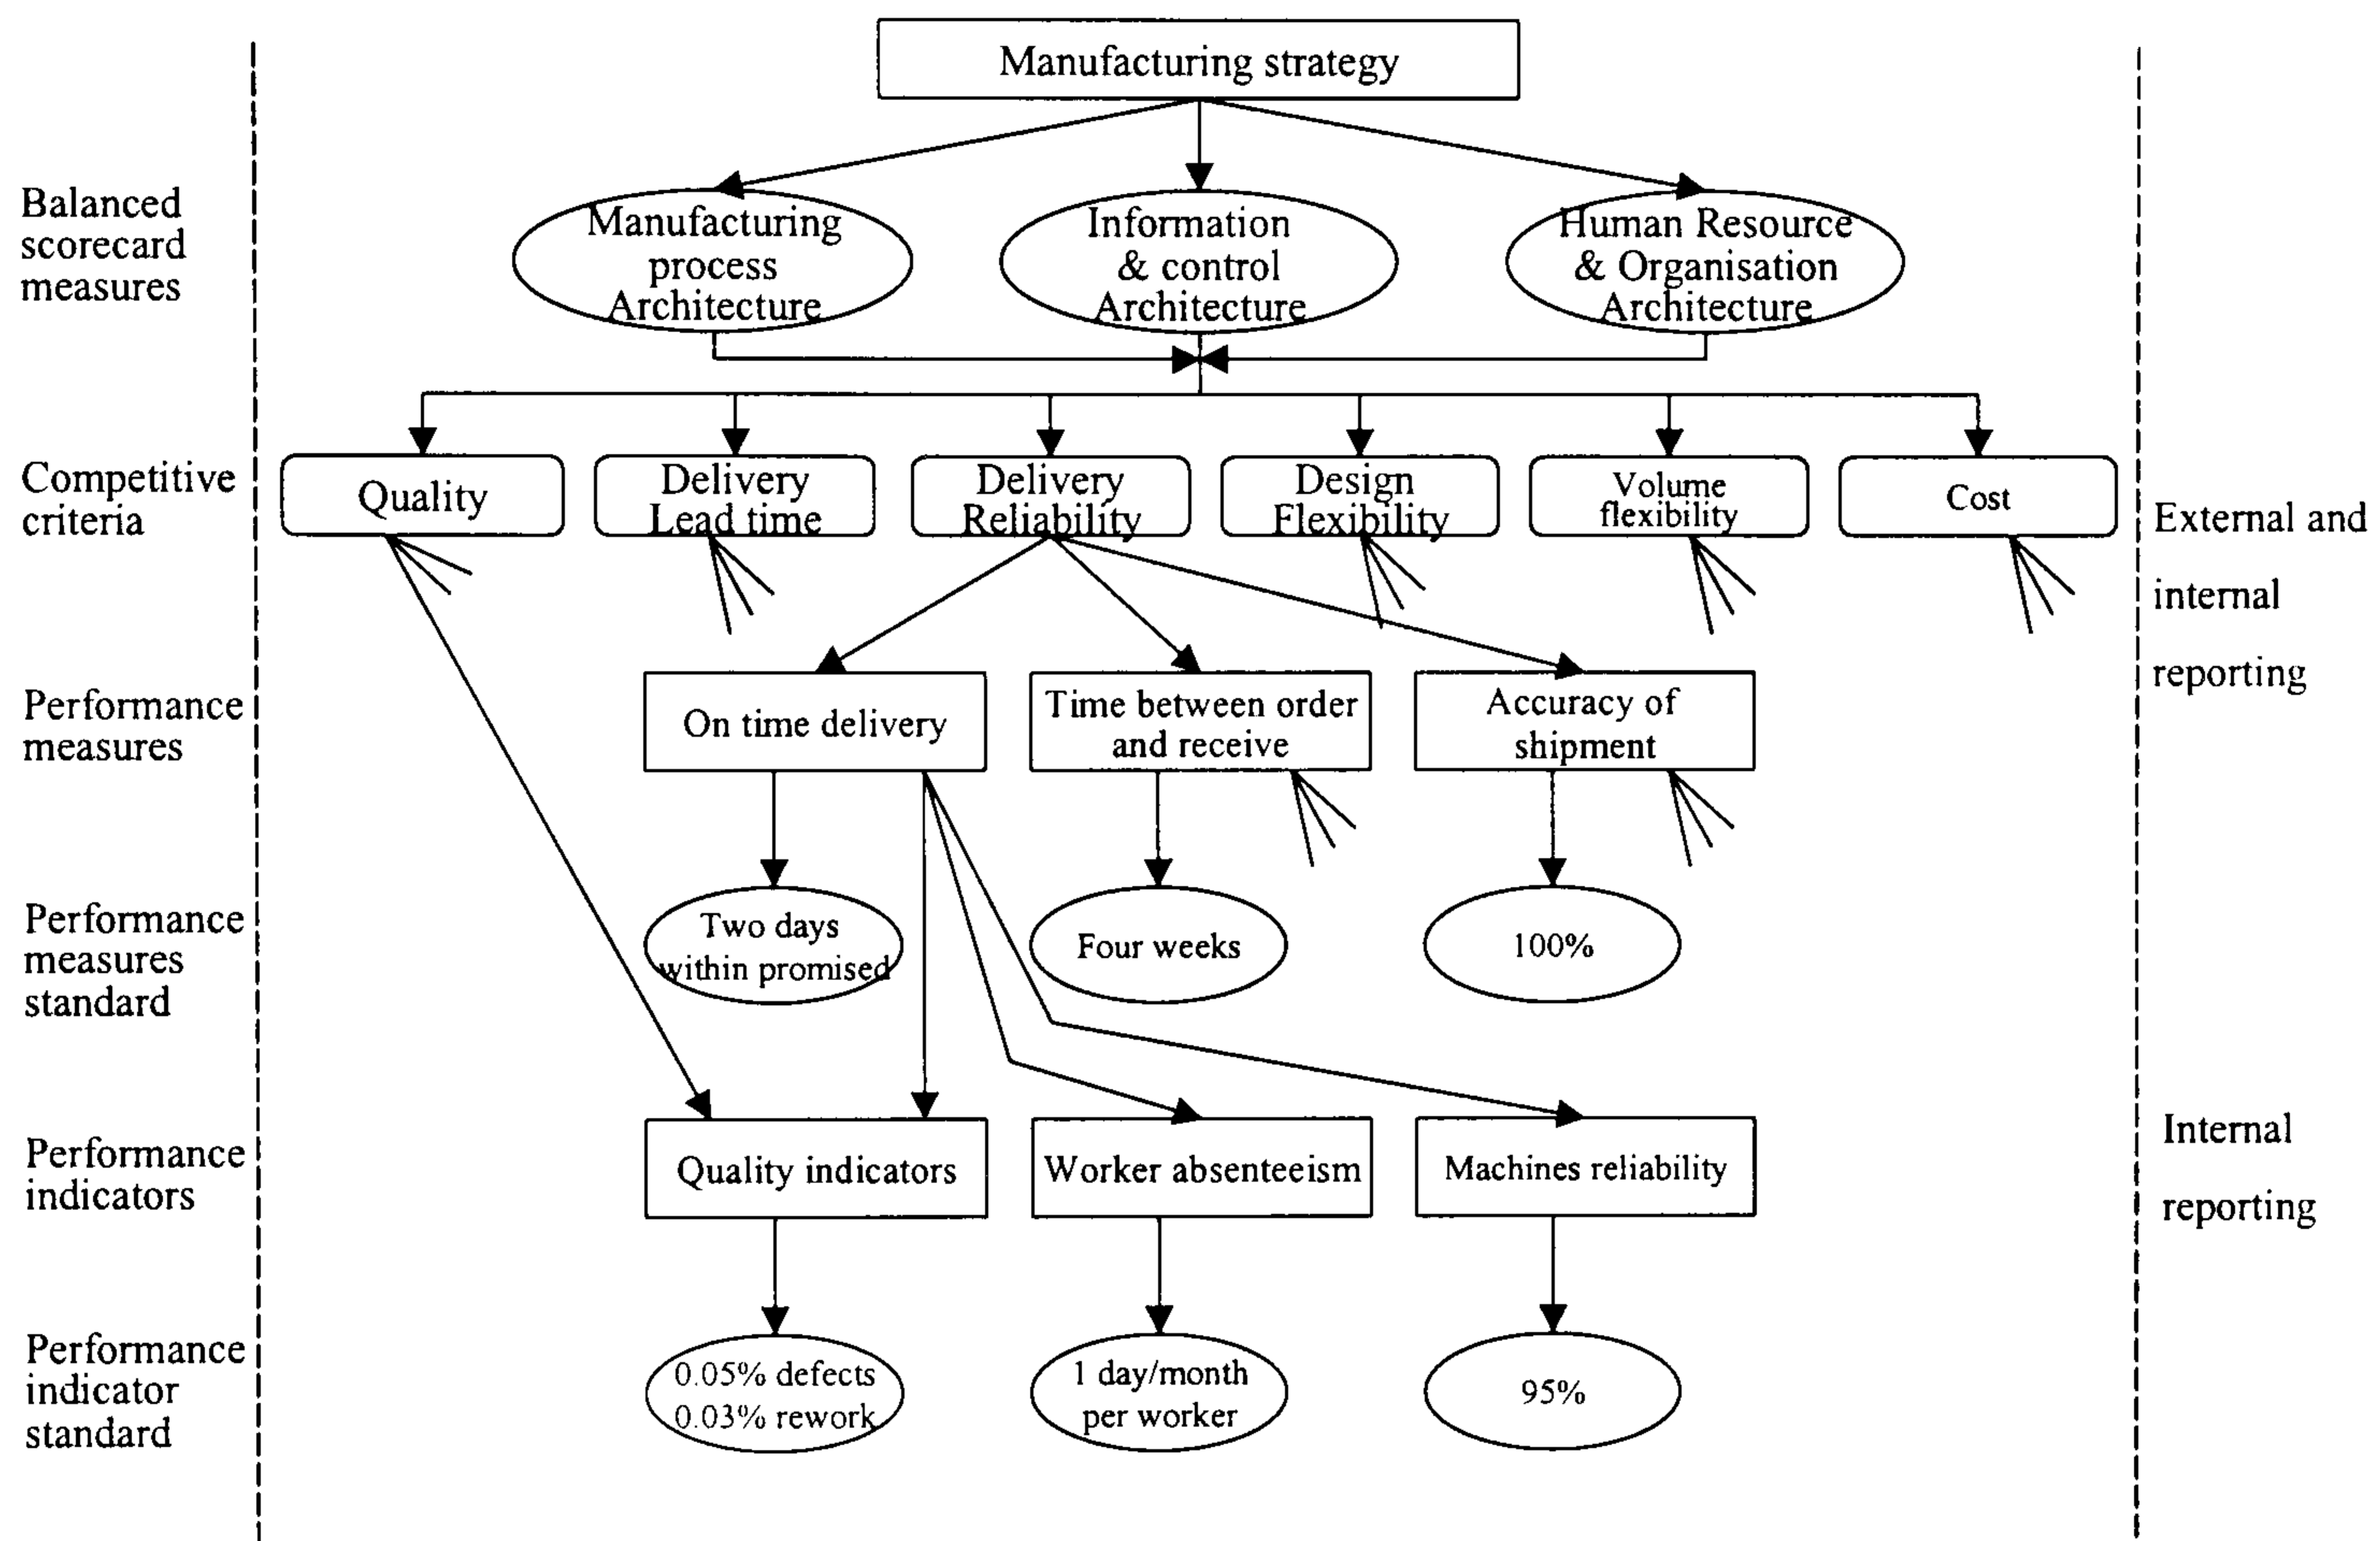 Manufacturing strategy
Balanced
scorecard
measures
Manufacturing
process
Architecture
Information
& control
Architecture
Human Resource
& Organisation
Architecture
Competitive
criteria
Quality
Delivery
Lead time
Delivery
Reliability
Design
Flexibility
Volume
flexibility
Cost
External and
internal
reporting
Performance
measures
On time delivery
Time between order
and receive
Accuracy of
shipment
Performance
measures
standard
Two days
within promised
Four weeks
100%
Performance
indicators
Quality indicators
Worker absenteeism
Machines reliability
Internal
reporting
Performance
indicator
standard
0.05% defects
0.03% rework
1 day/month
per worker
95%